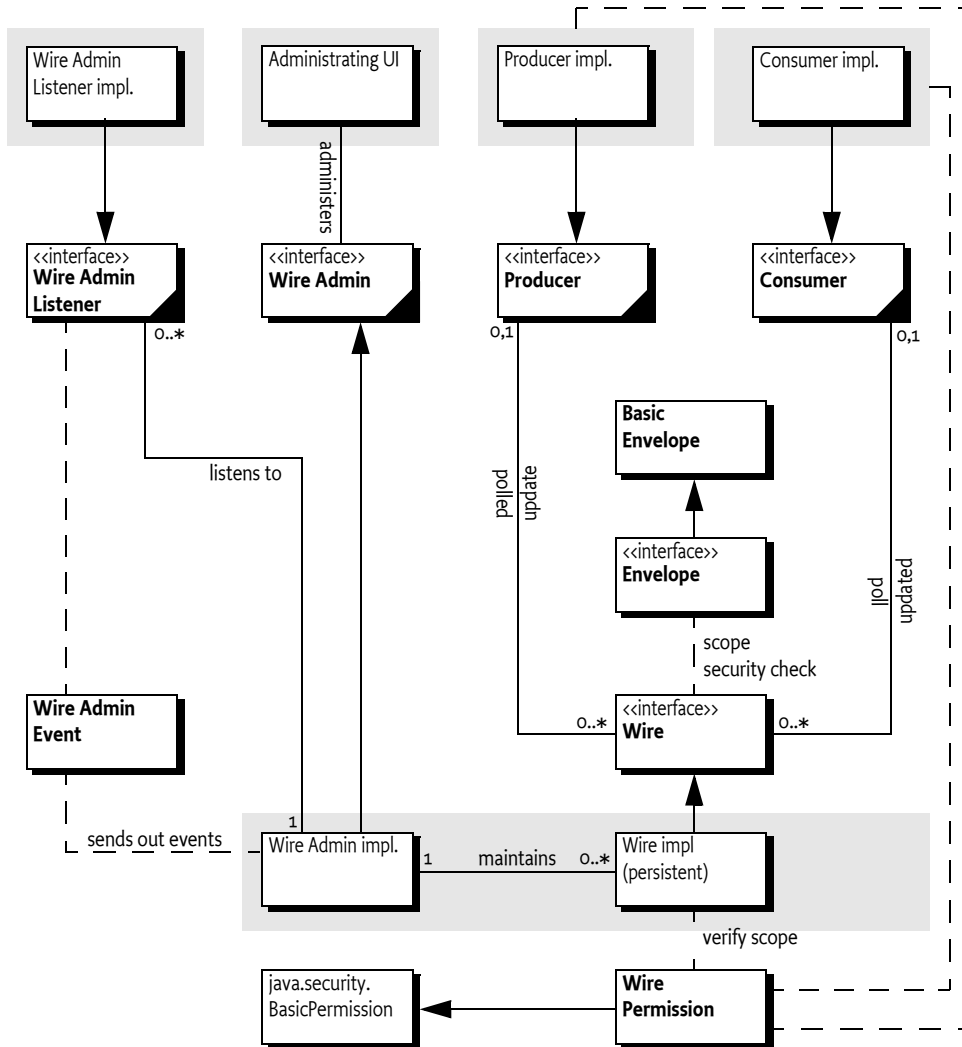 Wire Admin
Listener impl.
Administrating UI
Producer impl.
Consumer impl.
administers
<<interface>>
Wire Admin
Listener
<<interface>>
Wire Admin
<<interface>>
Producer
<<interface>>
Consumer
0..*
0,1
0,1
Basic
Envelope
listens to
polled
update
<<interface>>
Envelope
poll
updated
scope
security check
Wire Admin
Event
0..*
<<interface>>
Wire
0..*
sends out events
1
Wire Admin impl.
1
maintains
0..*
Wire impl
(persistent)
verify scope
java.security.
BasicPermission
Wire
Permission